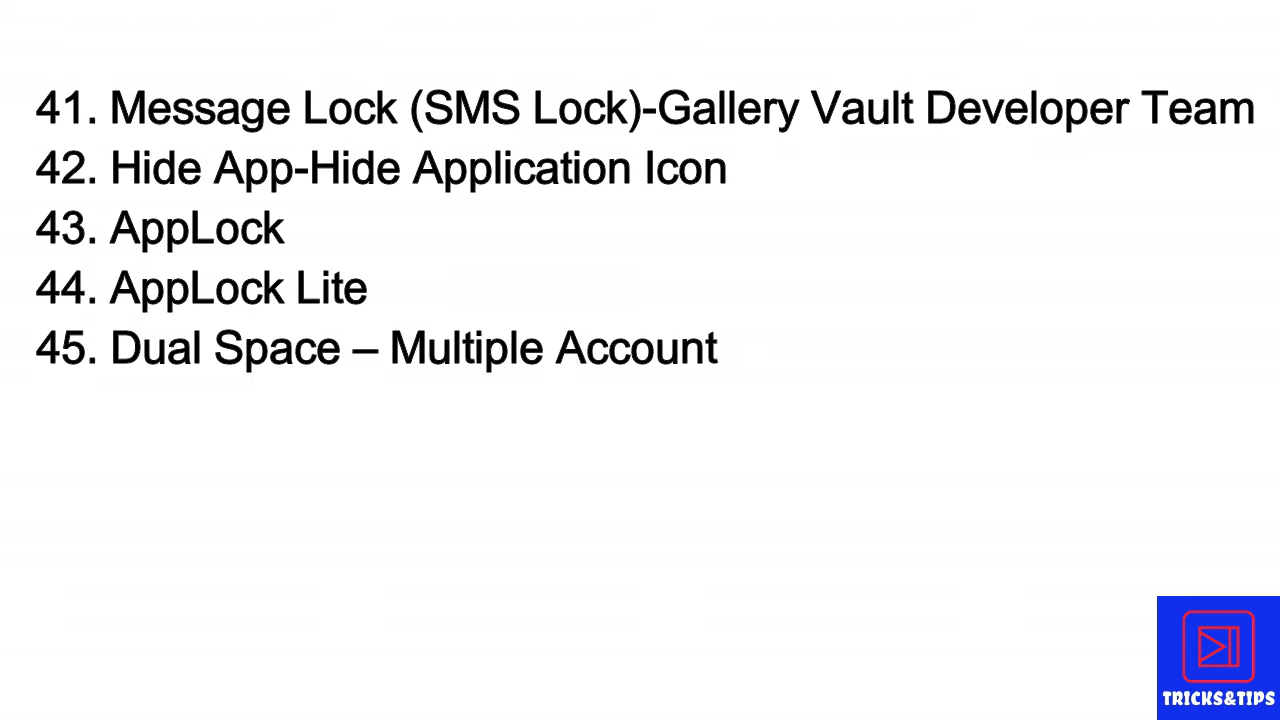 41. Message Lock (SMS Lock)-Gallery Vault Developer Team
42. Hide App-Hide Application Icon
43. AppLock
44. AppLock Lite
45. Dual Space – Multiple Account
TRICKS&TIPS